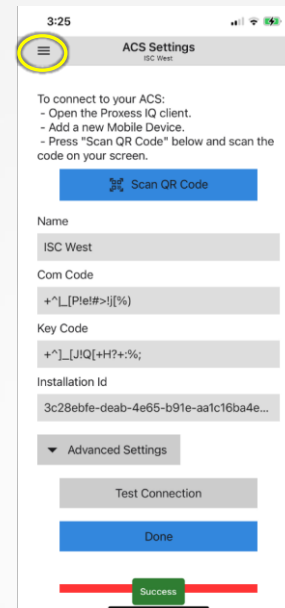 3:25
ACS Settings
ISC West
To connect to your ACS:
- Open the Proxess IQ client.
- Add a new Mobile Device.
- Press "Scan QR Code" below and scan the
code on your screen.
Scan QR Code
Name
ISC West
Com Code
+^|_[P!e!#>!j[%)
Key Code
+^]_[J!Q[+H?+:%;
Installation Id
3c28ebfe-deab-4e65-b91e-aa1c16ba4e...
Advanced Settings
Test Connection
Done
Success